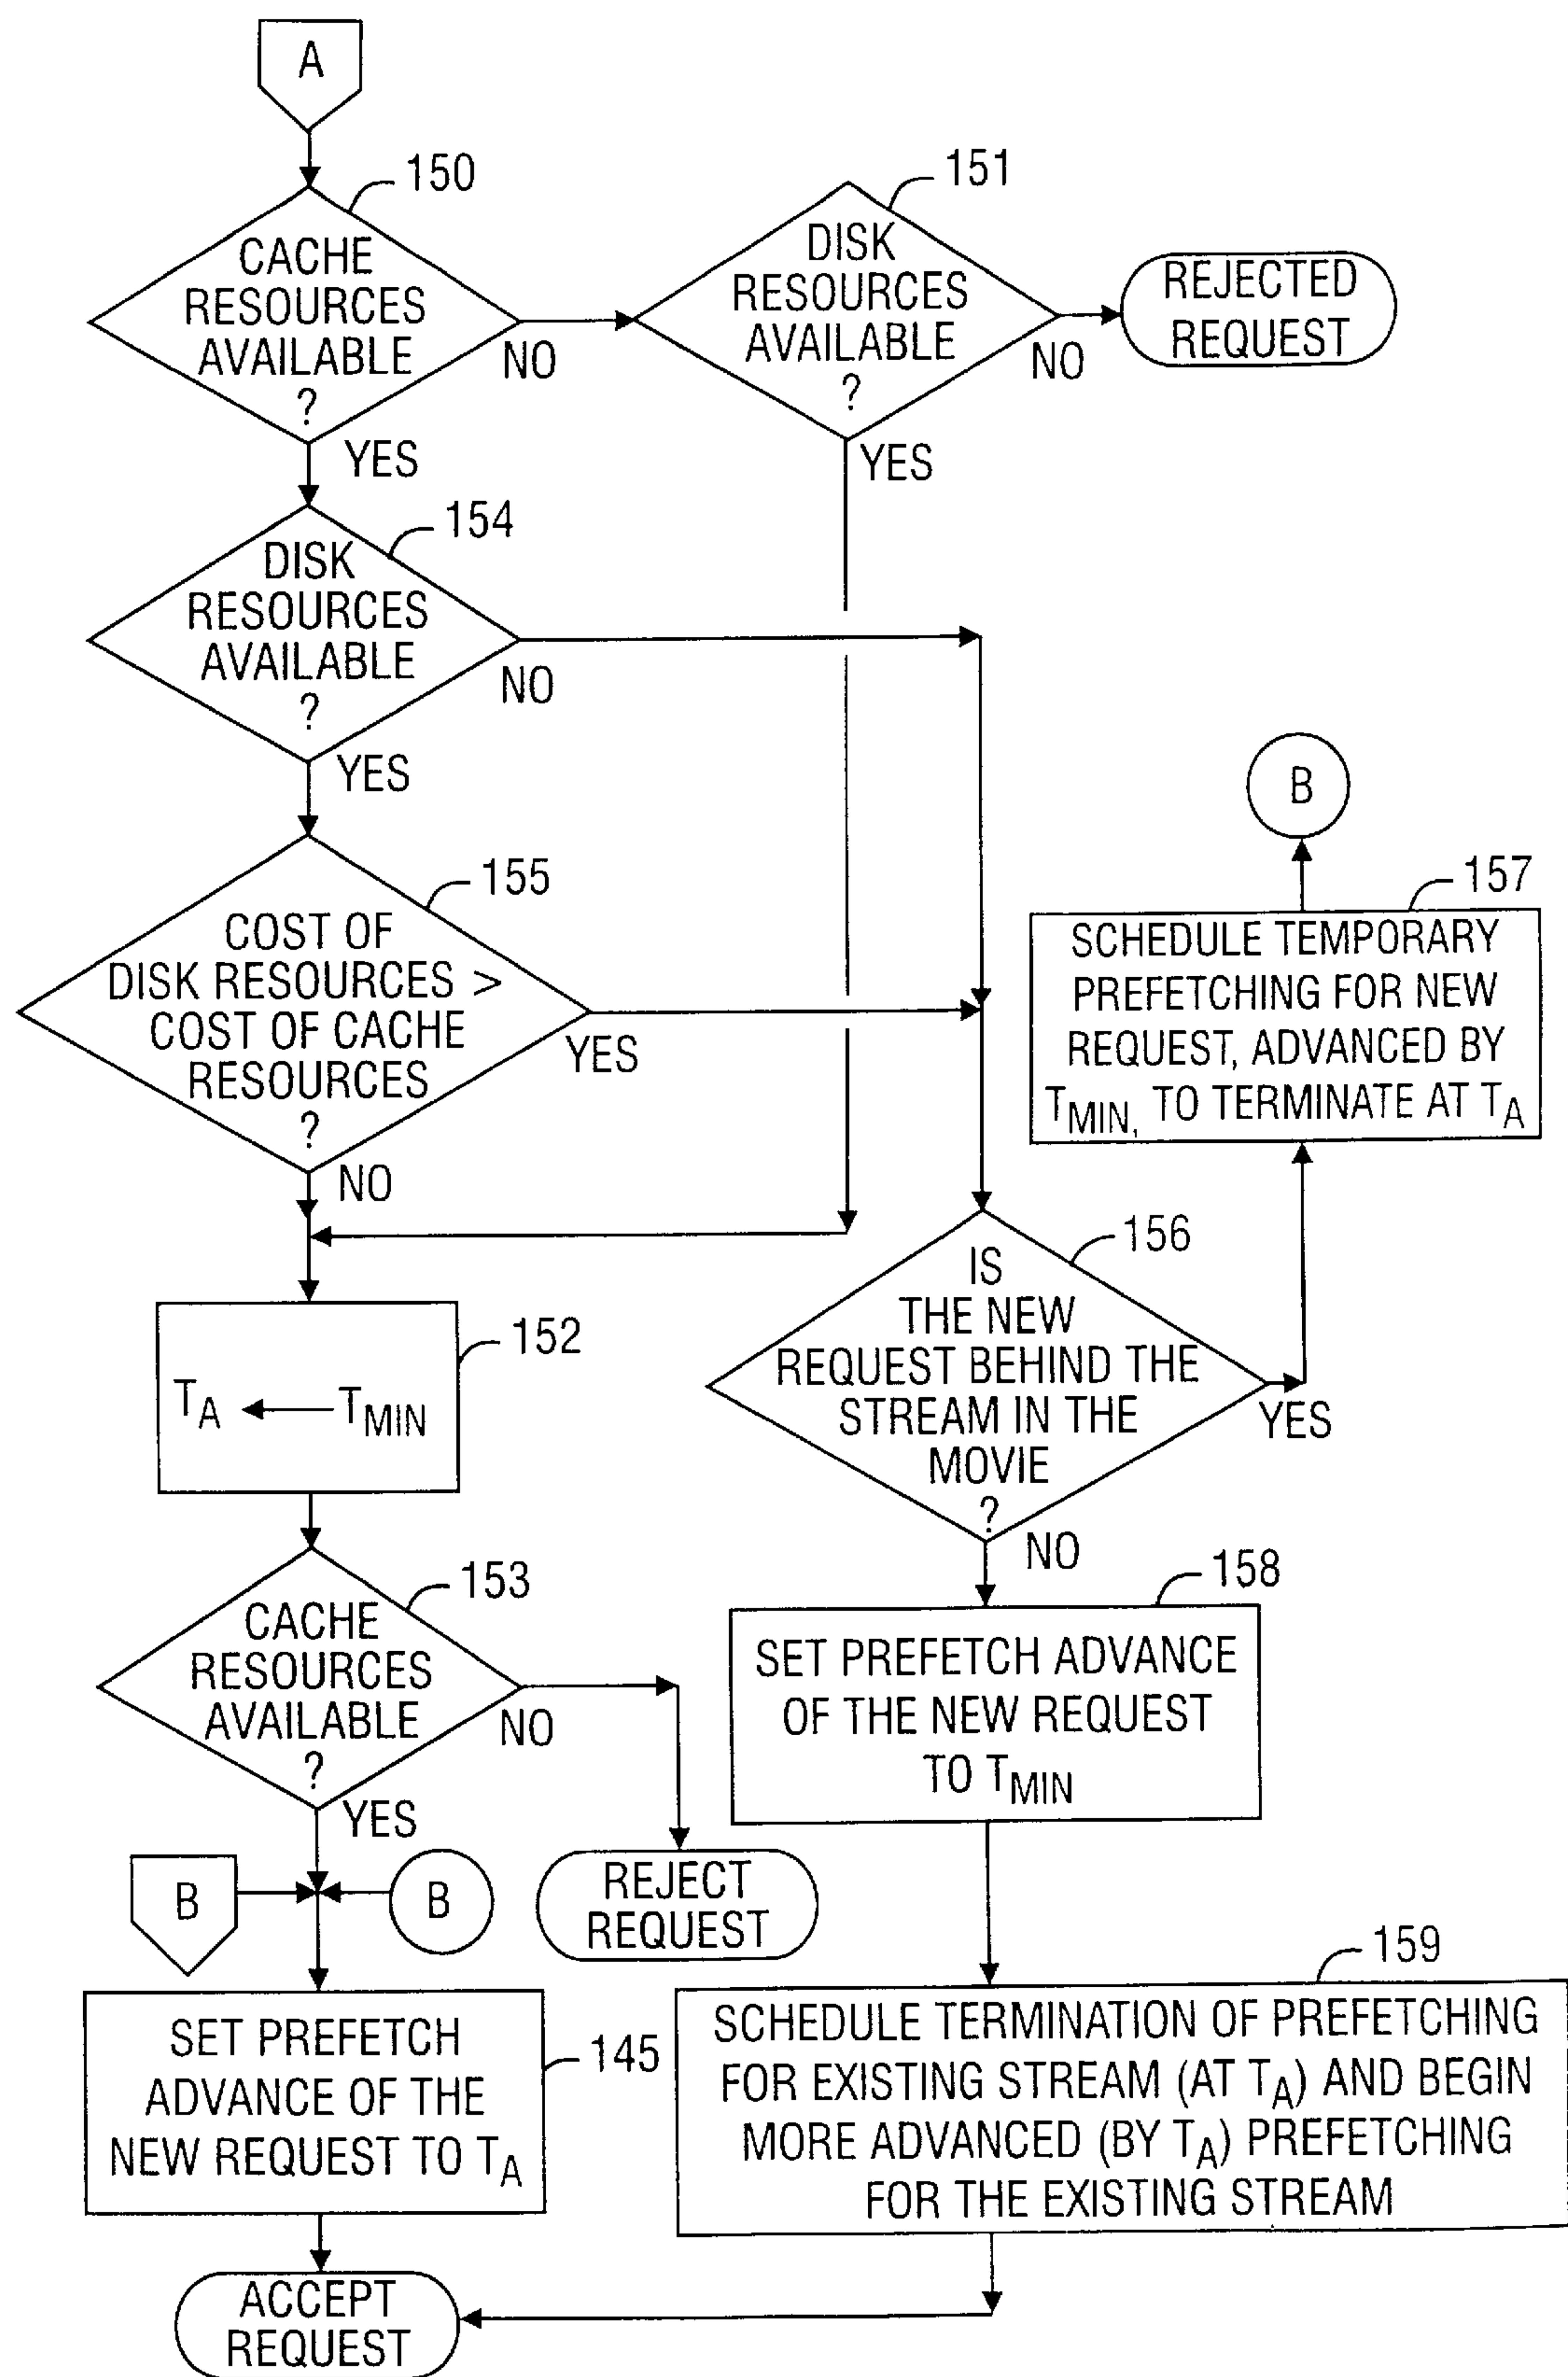 A
150
CACHE
RESOURCES
AVAILABLE
?
NO
YES
151
DISK
RESOURCES
AVAILABLE
?
NO
YES
REJECTED
REQUEST
154
DISK
RESOURCES
AVAILABLE
?
NO
YES
155
COST OF
DISK RESOURCES >
COST OF CACHE
RESOURCES
?
YES
NO
B
157
SCHEDULE TEMPORARY
PREFETCHING FOR NEW
REQUEST, ADVANCED BY
TMIN, TO TERMINATE AT TA
156
IS
THE NEW
REQUEST BEHIND THE
STREAM IN THE
MOVIE
?
YES
NO
152
TA ← TMIN
153
CACHE
RESOURCES
AVAILABLE
?
NO
YES
158
SET PREFETCH ADVANCE
OF THE NEW REQUEST
TO TMIN
B
B
REJECT
REQUEST
145
SET PREFETCH
ADVANCE OF THE
NEW REQUEST TO TA
159
SCHEDULE TERMINATION OF PREFETCHING
FOR EXISTING STREAM (AT TA) AND BEGIN
MORE ADVANCED (BY TA) PREFETCHING
FOR THE EXISTING STREAM
ACCEPT
REQUEST